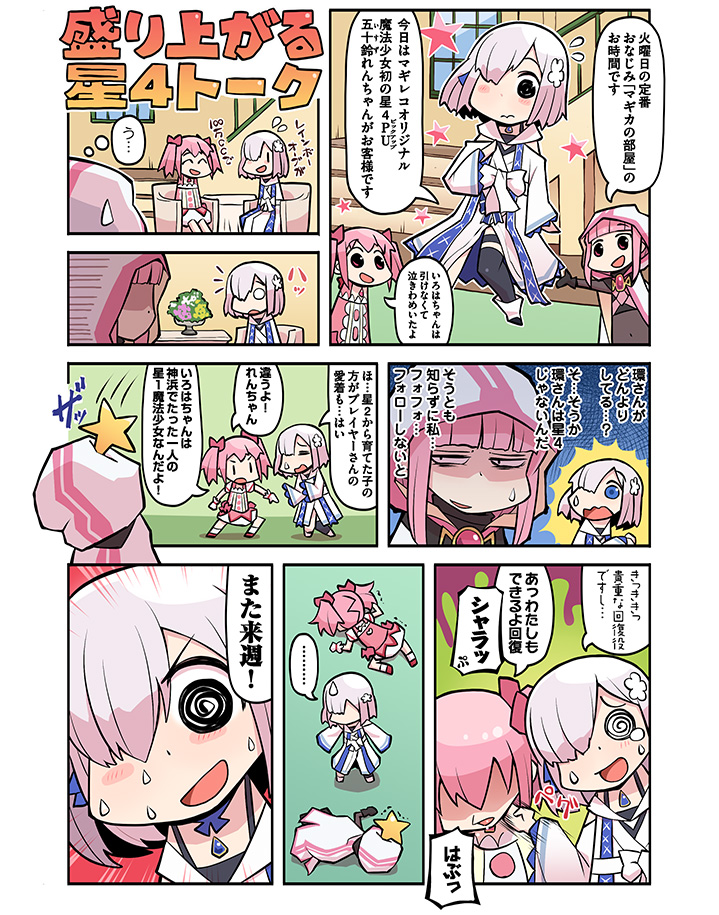 盛り上がる
星4トーク
火曜日の定番
おなじみ「マギカの部屋」の
お時間です
今日はマギレコオリジナル
魔法少女初の星4PU
ピックアップ
五十鈴れんちゃんがお客様です
いろはちゃんは
引けなくて
泣きわめいたよ
レインボー
オーブが
う…
ハッ
環さんが
どんより
してる…?
そ…そうか
環さんは星4
じゃないんだ
そうとも
知らずに私…
フォフォ…
フォローしないと
ほ…星2から育てた子の
方がプレイヤーさんの
愛着も…はい
違うよ!
れんちゃん
いろはちゃんは
神浜でたった一人の
星1魔法少女なんだよ!
ザッ
きっきっきっ
貴重な回復役
ですし…
あっわたしも
できるよ回復
シャラッぷ
ペグ
はぶっ
………
また来週!